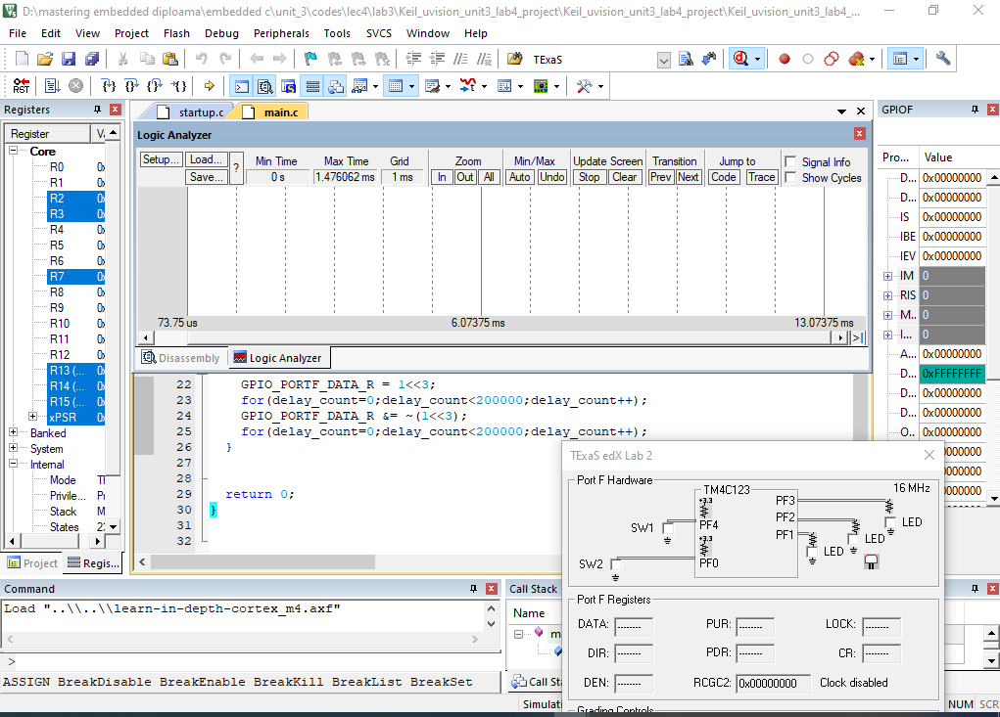 D:\mastering embedded diploama\embedded c\unit_3\codes\lec4\lab3\Keil_uvision_unit3_lab4_project\Keil_uvision_unit3_lab4_project\Keil_uvision_unit3_lab4_...
File Edit View Project Flash Debug Peripherals Tools SVCS Window Help
TExaS
RST
Registers
Register
Core
R0 0x
R1 0x
R2 0x
R3 0x
R4 0x
R5 0x
R6 0x
R7 0x
R8 0x
R9 0x
R10 0x
R11 0x
R12 0x
R13 (... 0x
R14 (... 0x
R15 (... 0x
xPSR 0x
Banked
System
Internal
Mode
Privile...
Stack
States
Project Regis...
startup.c main.c
Logic Analyzer
Setup... Load... Save... ?
Min Time Max Time Grid Zoom Min/Max Update Screen Transition Jump to Signal Info
0 s 1.476062 ms 1 ms In Out All Auto Undo Stop Clear Prev Next Code Trace Show Cycles
73.75 us 6.07375 ms 13.07375 ms
Disassembly Logic Analyzer
22 GPIO_PORTF_DATA_R = 1<<3;
23 for(delay_count=0;delay_count<200000;delay_count++);
24 GPIO_PORTF_DATA_R &= ~(1<<3);
25 for(delay_count=0;delay_count<200000;delay_count++);
26 }
27
28
29 return 0;
30 }
31
32
GPIOF
Pro... Value
D... 0x00000000
D... 0x00000000
IS 0x00000000
IBE 0x00000000
IEV 0x00000000
IM 0
RIS 0
M... 0
I... 0
A... 0x00000000
D... 0xFFFFFFFF
D... 0x00000000
D... 0x00000000
O.. 0x00000000
TExaS edX Lab 2
Port F Hardware
TM4C123
16 MHz
+3.3
PF3
PF2
PF1
SW1
PF4
+3.3
SW2
PF0
LED
LED
LED
Port F Registers
DATA: -------- PUR: -------- LOCK: --------
DIR: -------- PDR: -------- CR: --------
DEN: -------- RCGC2: 0x00000000 Clock disabled
Grading Controls
Command
Load "..\\..\\learn-in-depth-cortex_m4.axf"
>
ASSIGN BreakDisable BreakEnable BreakKill BreakList BreakSet
Call Stack
Name
Call Sta
Simulati
NUM SCR